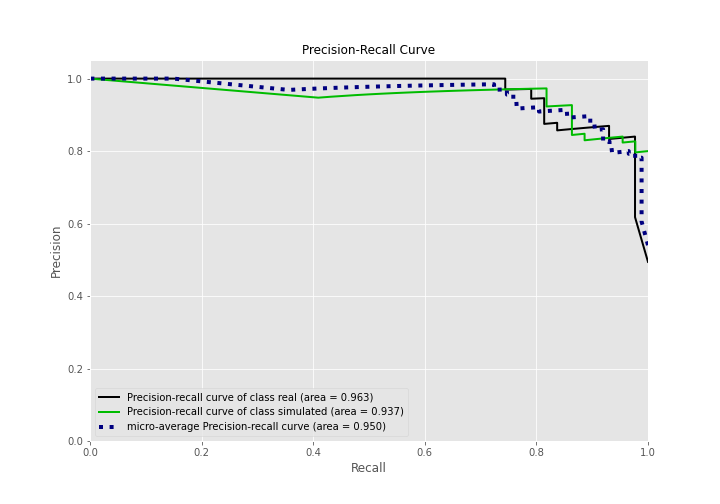 Precision-Recall Curve
1.0
0.8
0.6
0.4
0.2
0.0
Precision
Precision-recall curve of class real (area = 0.963)
Precision-recall curve of class simulated (area = 0.937)
micro-average Precision-recall curve (area = 0.950)
0.0 0.2 0.4 0.6 0.8 1.0
Recall